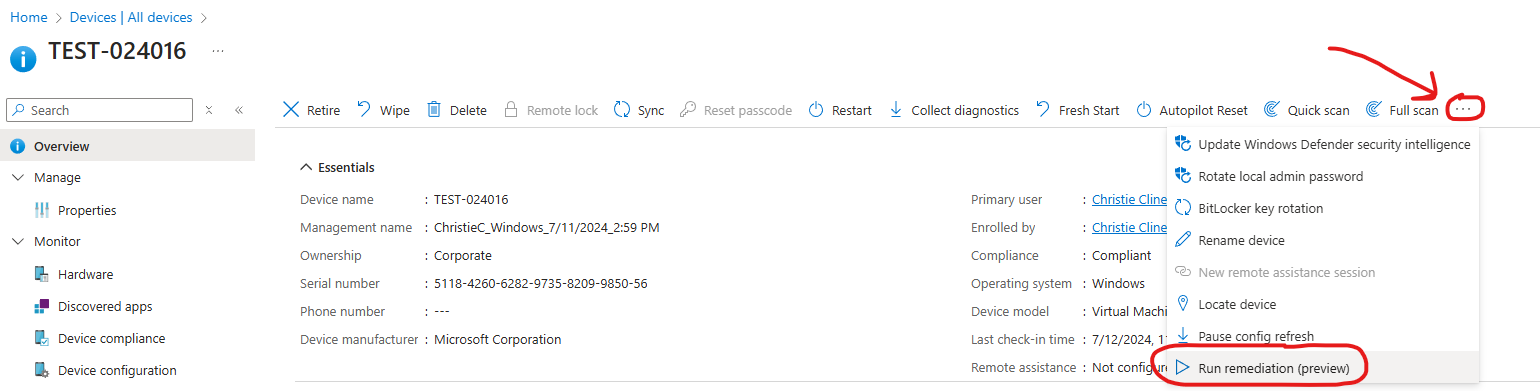 Home > Devices | All devices >
TEST-024016 ...
Search
Overview
Manage
Properties
Monitor
Hardware
Discovered apps
Device compliance
Device configuration
Retire Wipe Delete Remote lock Sync Reset passcode Restart Collect diagnostics Fresh Start Autopilot Reset Quick scan Full scan ...
Essentials
Device name : TEST-024016
Management name : ChristieC_Windows_7/11/2024_2:59 PM
Ownership : Corporate
Serial number : 5118-4260-6282-9735-8209-9850-56
Phone number : ---
Device manufacturer : Microsoft Corporation
Primary user : Christie Cline
Enrolled by : Christie Cline
Compliance : Compliant
Operating system : Windows
Device model : Virtual Machi
Last check-in time : 7/12/2024, 1
Remote assistance : Not configure
Update Windows Defender security intelligence
Rotate local admin password
BitLocker key rotation
Rename device
New remote assistance session
Locate device
Pause config refresh
Run remediation (preview)